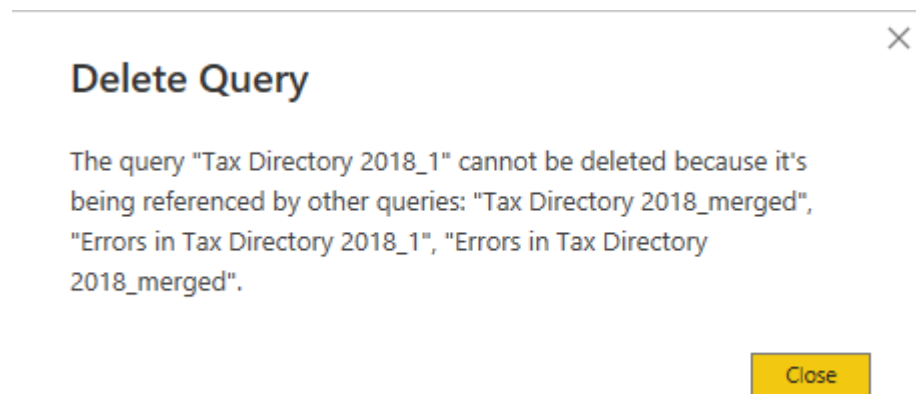 Delete Query
The query "Tax Directory 2018_1" cannot be deleted because it's
being referenced by other queries: "Tax Directory 2018_merged",
"Errors in Tax Directory 2018_1", "Errors in Tax Directory
2018_merged".
Close